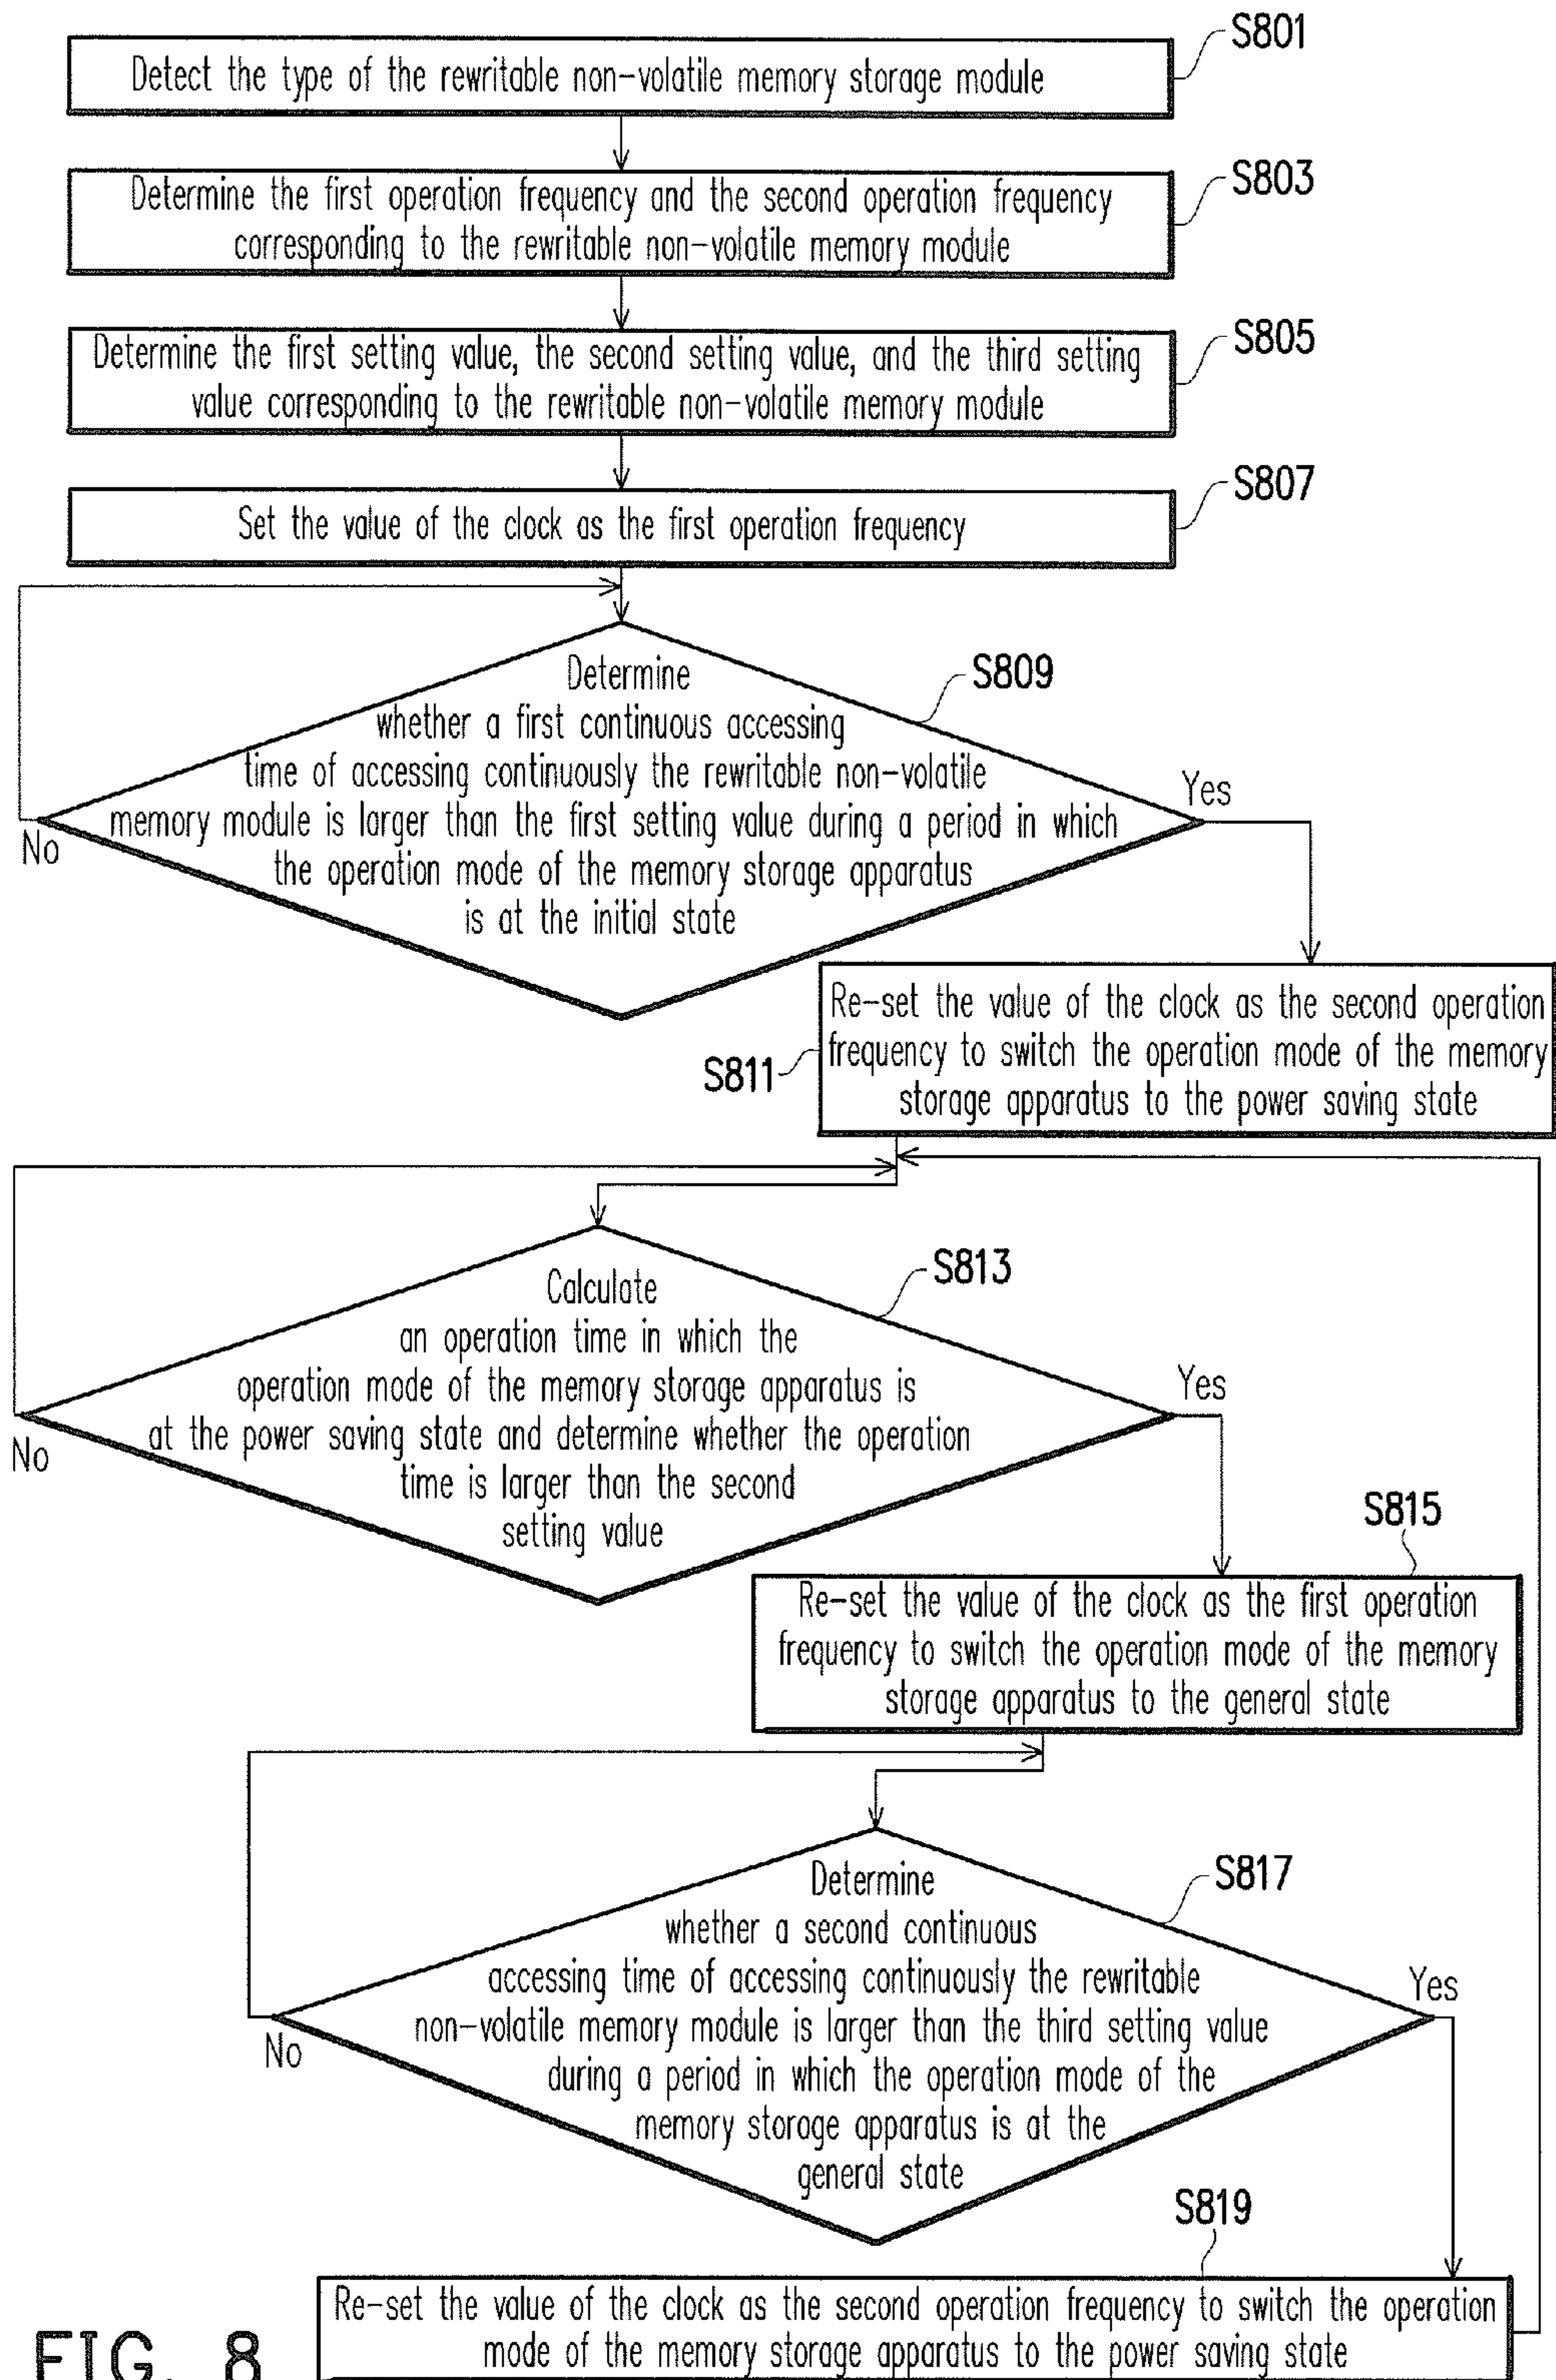 S801
Detect the type of the rewritable non-volatile memory storage module
S803
Determine the first operation frequency and the second operation frequency
corresponding to the rewritable non-volatile memory module
S805
Determine the first setting value, the second setting value, and the third setting
value corresponding to the rewritable non-volatile memory module
S807
Set the value of the clock as the first operation frequency
S809
Determine
whether a first continuous accessing
time of accessing continuously the rewritable non-volatile
memory module is larger than the first setting value during a period in which
the operation mode of the memory storage apparatus
is at the initial state
Yes
No
S811
Re-set the value of the clock as the second operation
frequency to switch the operation mode of the memory
storage apparatus to the power saving state
S813
Calculate
an operation time in which the
operation mode of the memory storage apparatus is
at the power saving state and determine whether the operation
time is larger than the second
setting value
Yes
No
S815
Re-set the value of the clock as the first operation
frequency to switch the operation mode of the memory
storage apparatus to the general state
S817
Determine
whether a second continuous
accessing time of accessing continuously the rewritable
non-volatile memory module is larger than the third setting value
during a period in which the operation mode of the
memory storage apparatus is at the
general state
Yes
No
S819
Re-set the value of the clock as the second operation frequency to switch the operation
mode of the memory storage apparatus to the power saving state
FIG. 8